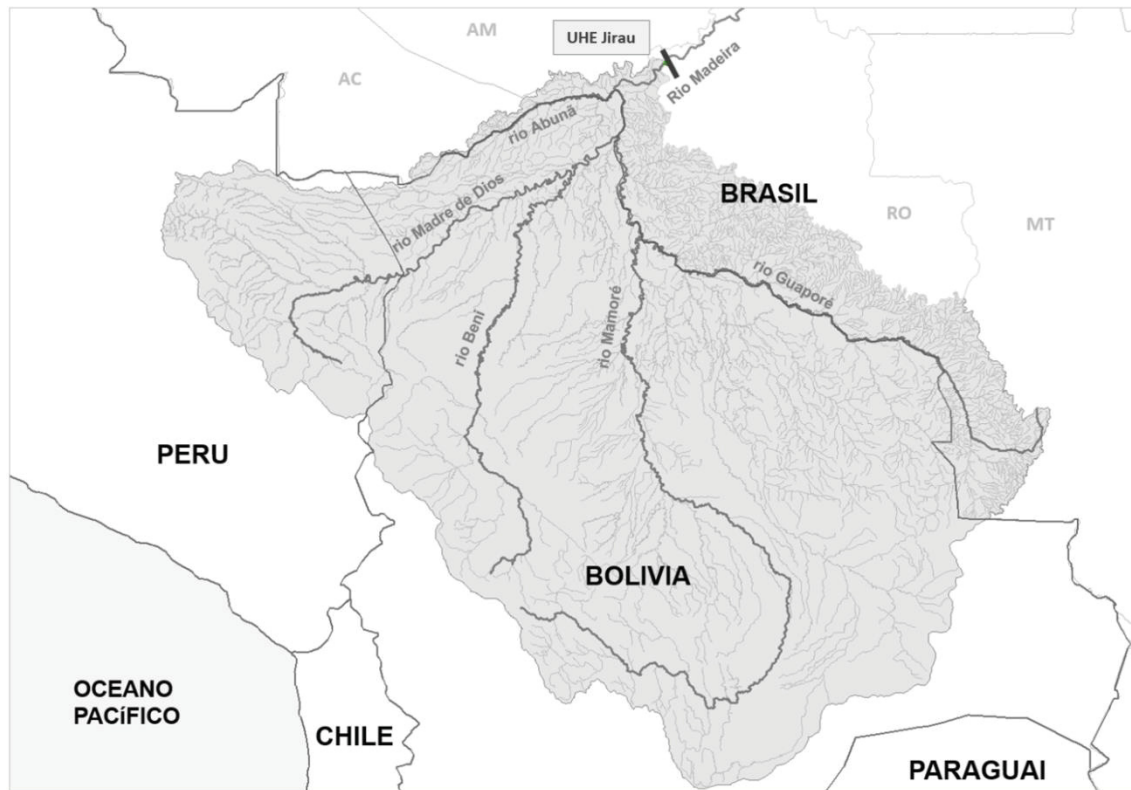 AM
UHE Jirau
Rio Madeira
AC
rio Abunã
rio Madre de Dios
BRASIL
RO
MT
rio Guaporé
rio Beni
rio Mamoré
PERU
BOLIVIA
OCEANO
PACíFICO
CHILE
PARAGUAI